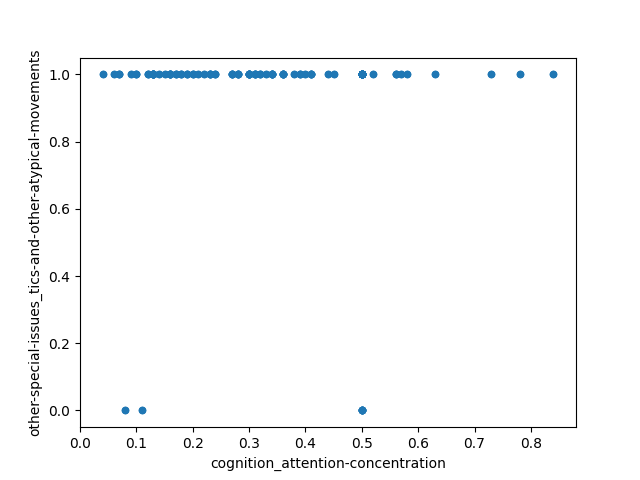 other-special-issues_tics-and-other-atypical-movements
1.0
0.8
0.6
0.4
0.2
0.0
0.0 0.1 0.2 0.3 0.4 0.5 0.6 0.7 0.8
cognition_attention-concentration